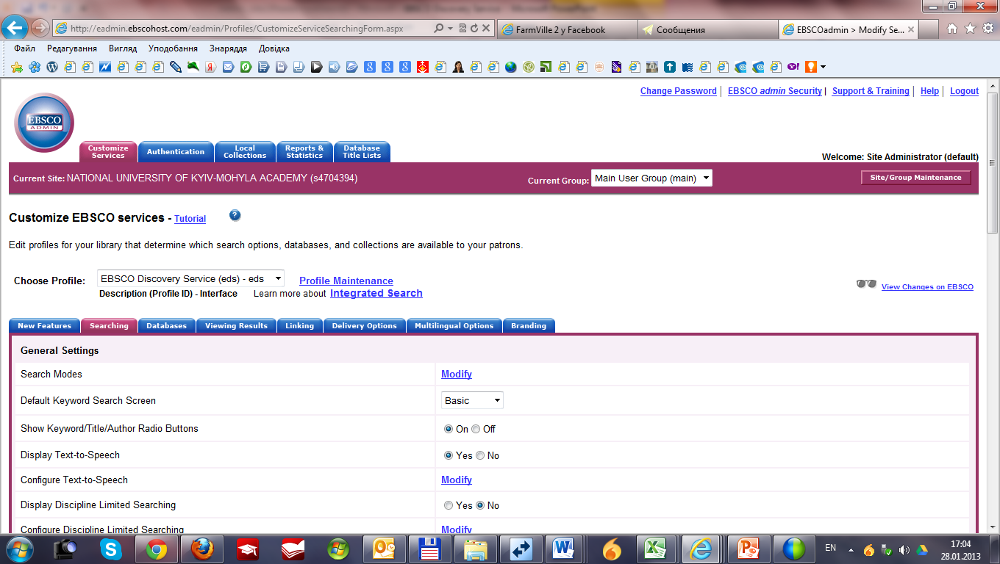 http://eadmin.ebscohost.com/eadmin/Profiles/CustomizeServiceSearchingForm.aspx
FarmVille 2 у Facebook
Сообщения
EBSCOadmin > Modify Se...
Файл Редагування Вигляд Уподобання Знаряддя Довідка
Change Password EBSCO admin Security Support & Training Help Logout
EBSCO
ADMIN
Customize Services
Authentication
Local Collections
Reports & Statistics
Database Title Lists
Welcome: Site Administrator (default)
Current Site: NATIONAL UNIVERSITY OF KYIV-MOHYLA ACADEMY (s4704394)
Current Group: Main User Group (main)
Site/Group Maintenance
Customize EBSCO services - Tutorial ?
Edit profiles for your library that determine which search options, databases, and collections are available to your patrons.
Choose Profile: EBSCO Discovery Service (eds) - eds Profile Maintenance
View Changes on EBSCO
Description (Profile ID) - Interface Learn more about Integrated Search
New Features Searching Databases Viewing Results Linking Delivery Options Multilingual Options Branding
General Settings
Search Modes Modify
Default Keyword Search Screen Basic
Show Keyword/Title/Author Radio Buttons On Off
Display Text-to-Speech Yes No
Configure Text-to-Speech Modify
Display Discipline Limited Searching Yes No
Configure Discipline Limited Searching Modify
EN 17:04
28.01.2013